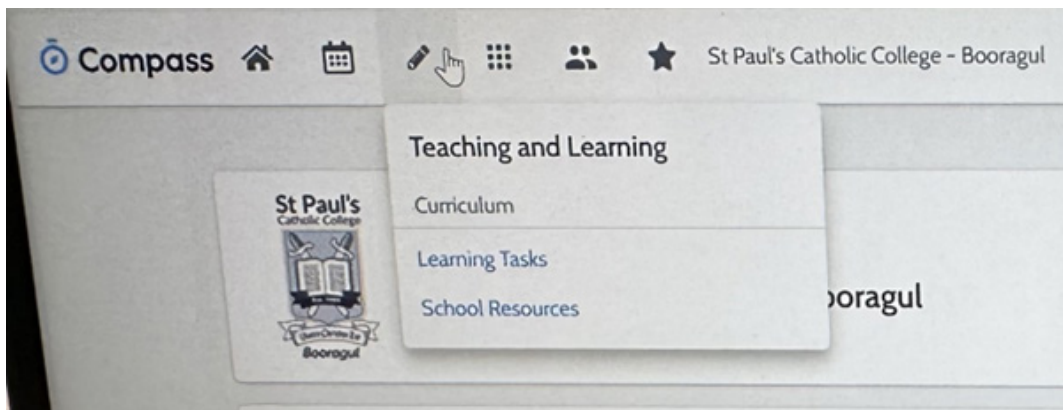 Compass
St Paul's Catholic College - Booragul
Teaching and Learning
Curriculum
Learning Tasks
School Resources
St Paul's
Catholic College
Booragul
ooragul